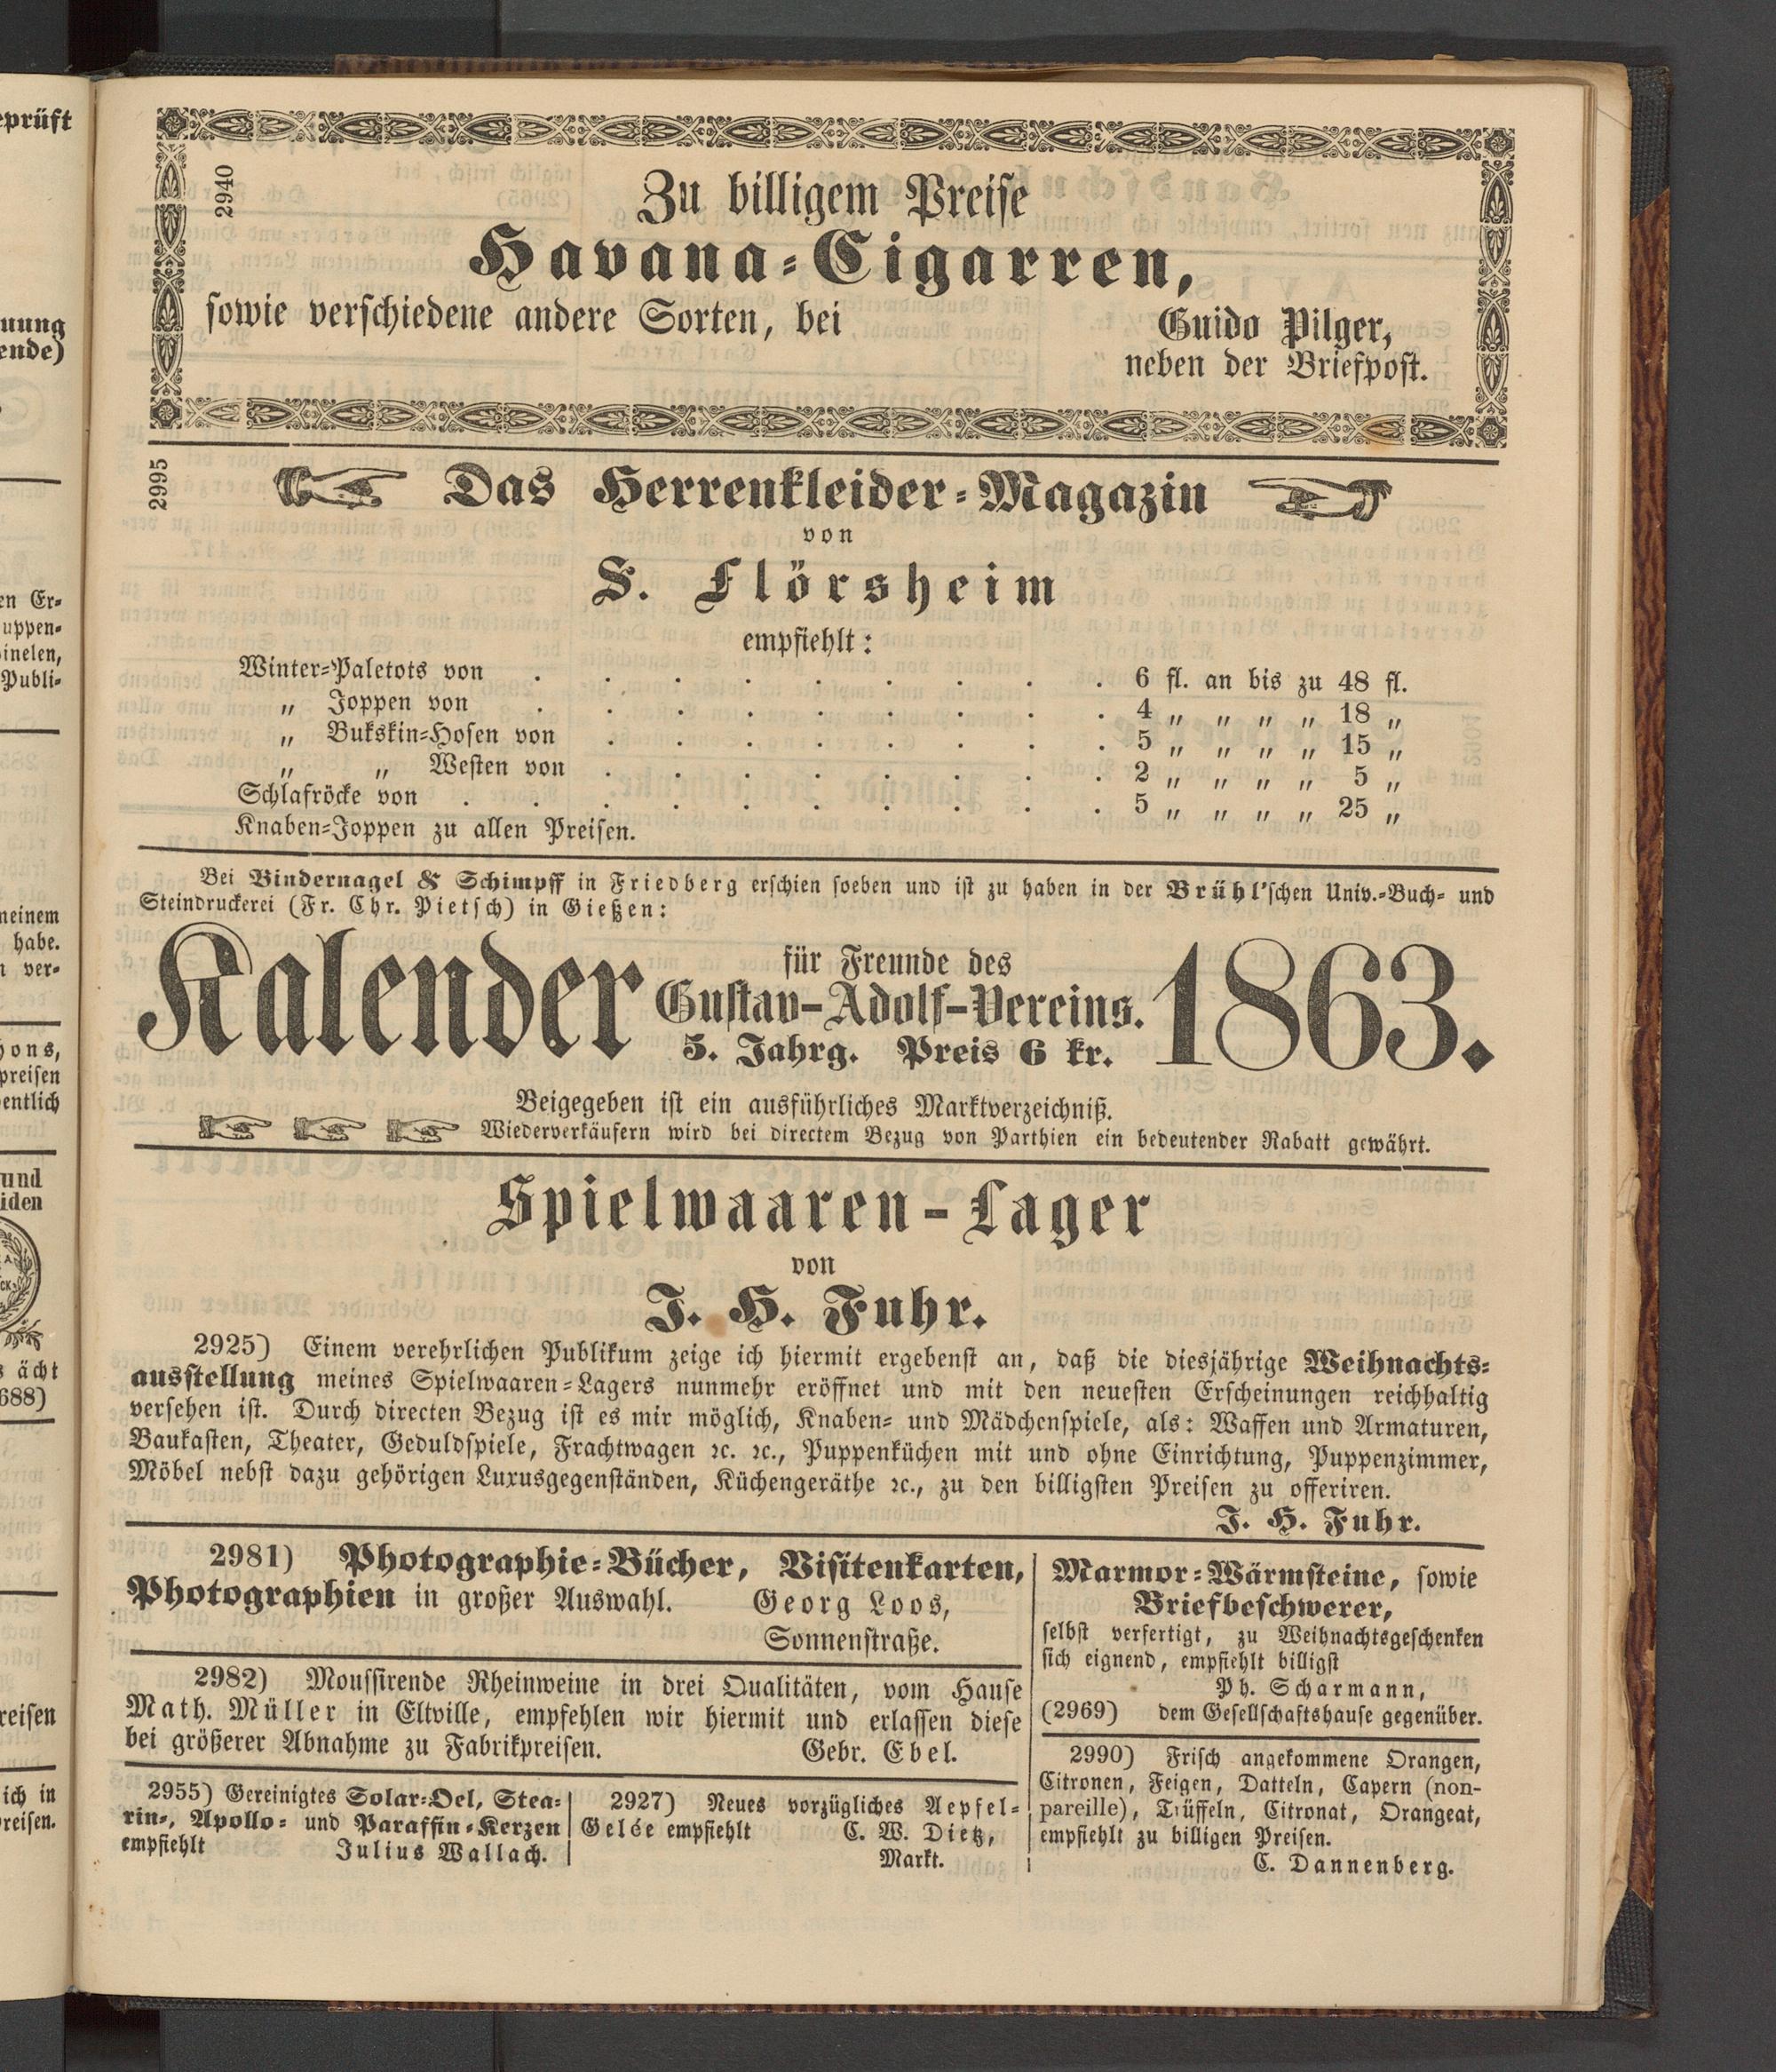 2940
Zu billigem Preise
Havana-Cigarren,
sowie verschiedene andere Sorten, bei
Guido Pilger,
neben der Briefpost.
2995
Das Herrenkleider-Magazin
von
S. Flörsheim
empfiehlt:
Winter-Paletots von . . . . . . . . . 6 fl. an bis zu 48 fl.
„ Joppen von . . . . . . . . . 4 „ „ „ „ 18 „
„ Bukskin-Hosen von . . . . . . . . 5 „ „ „ „ 15 „
„ „ Westen von . . . . . . . . 2 „ „ „ „ 5 „
Schlafröcke von . . . . . . . . . . 5 „ „ „ „ 25 „
Knaben-Joppen zu allen Preisen.
Bei Bindernagel & Schimpff in Friedberg erschien soeben und ist zu haben in der Brühl'schen Univ.-Buch- und
Steindruckerei (Fr. Chr. Pietsch) in Gießen:
Kalender für Freunde des
Gustav-Adolf-Vereins. 1863.
5. Jahrg. Preis 6 kr.
Beigegeben ist ein ausführliches Marktverzeichniß.
Wiederverkäufern wird bei directem Bezug von Parthien ein bedeutender Rabatt gewährt.
Spielwaaren-Lager
von
J. H. Fuhr.
2925) Einem verehrlichen Publikum zeige ich hiermit ergebenst an, daß die diesjährige Weihnachts-
ausstellung meines Spielwaaren-Lagers nunmehr eröffnet und mit den neuesten Erscheinungen reichhaltig
versehen ist. Durch directen Bezug ist es mir möglich, Knaben- und Mädchenspiele, als: Waffen und Armaturen,
Baukasten, Theater, Geduldspiele, Frachtwagen ꝛc. ꝛc., Puppenküchen mit und ohne Einrichtung, Puppenzimmer,
Möbel nebst dazu gehörigen Luxusgegenständen, Küchengeräthe ꝛc., zu den billigsten Preisen zu offeriren.
J. H. Fuhr.
2981) Photographie-Bücher, Visitenkarten,
Photographien in großer Auswahl. Georg Loos,
Sonnenstraße.
2982) Moussirende Rheinweine in drei Qualitäten, vom Hause
Math. Müller in Eltville, empfehlen wir hiermit und erlassen diese
bei größerer Abnahme zu Fabrikpreisen. Gebr. Ebel.
2955) Gereinigtes Solar-Oel, Stea-
rin-, Apollo- und Paraffin-Kerzen
empfiehlt Julius Wallach.
2927) Neues vorzügliches Aepfel-
Gelée empfiehlt C. W. Dietz,
Markt.
Marmor-Wärmsteine, sowie
Briefbeschwerer,
selbst verfertigt, zu Weihnachtsgeschenken
sich eignend, empfiehlt billigst
Ph. Scharmann,
(2969) dem Gesellschaftshause gegenüber.
2990) Frisch angekommene Orangen,
Citronen, Feigen, Datteln, Capern (non-
pareille), Trüffeln, Citronat, Orangeat,
empfiehlt zu billigen Preisen.
C. Dannenberg.